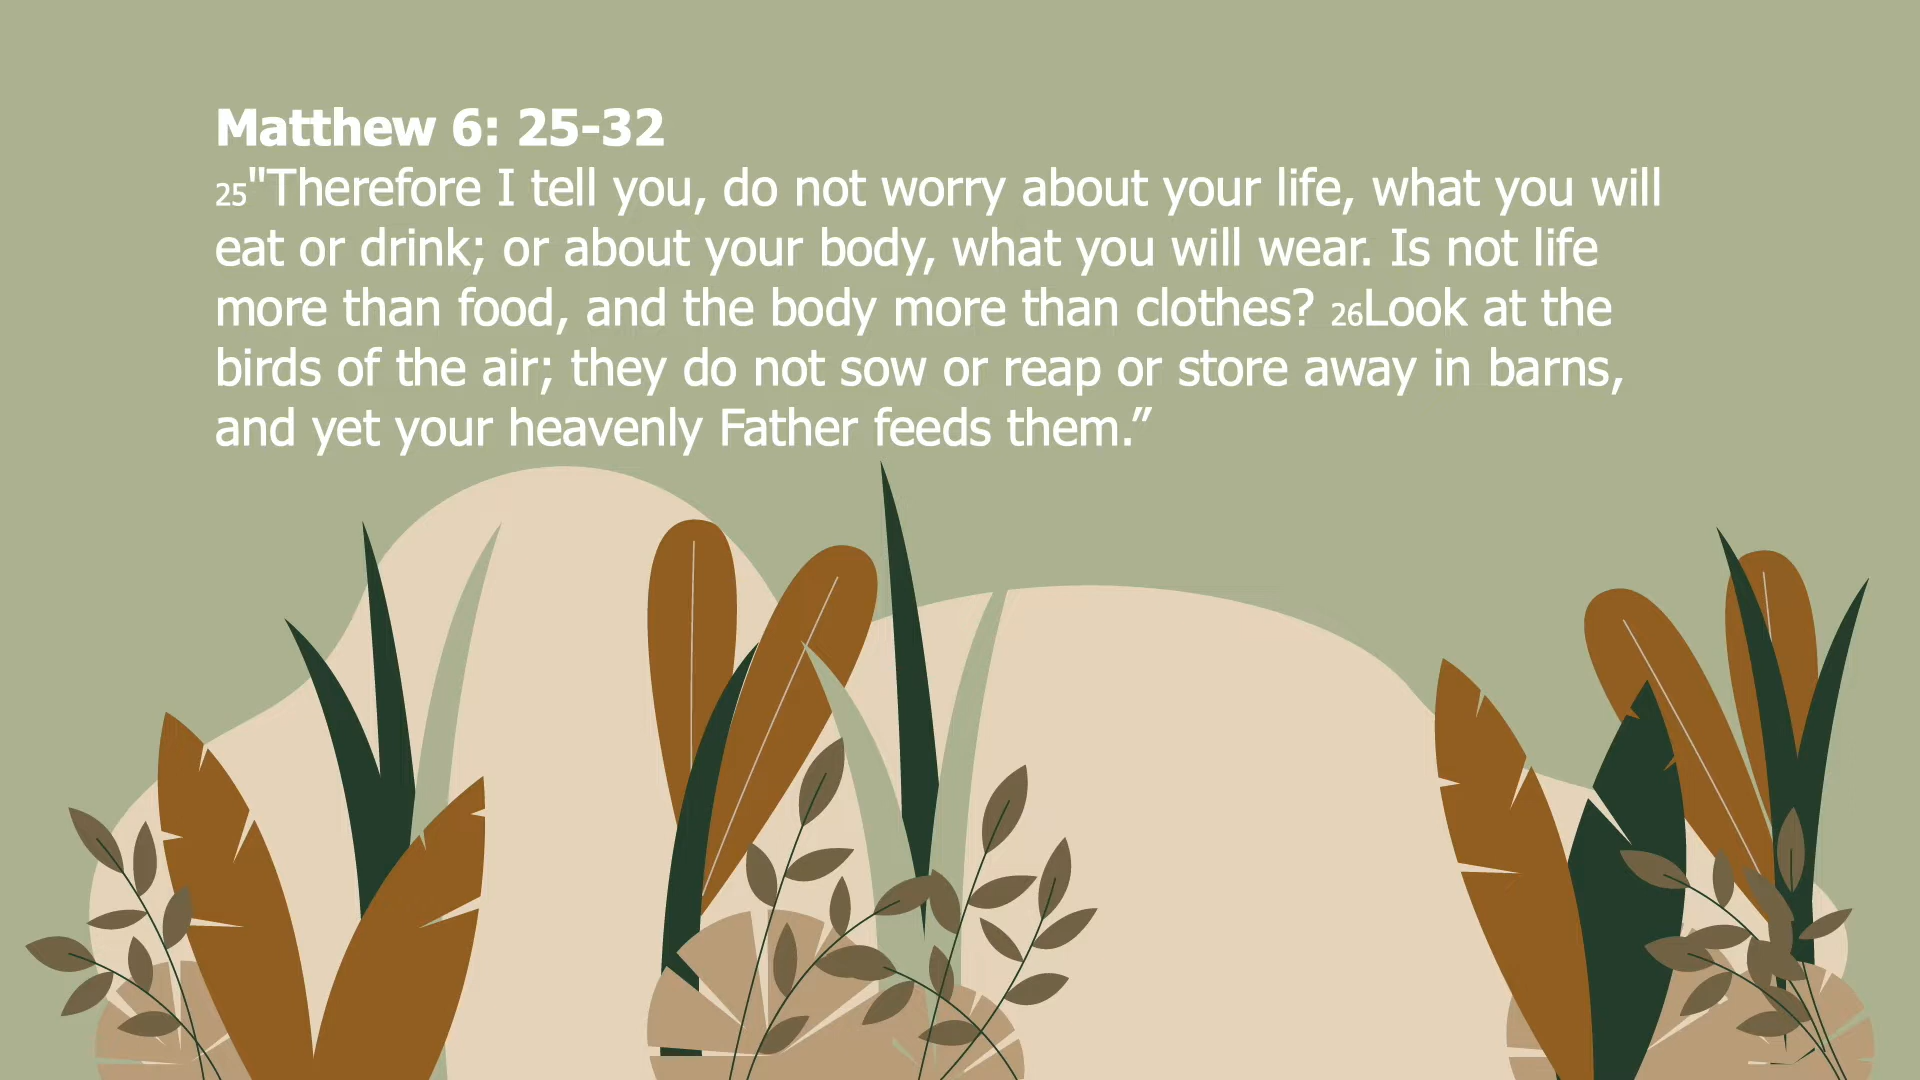 Matthew 6: 25-32
25"Therefore I tell you, do not worry about your life, what you will
eat or drink; or about your body, what you will wear. Is not life
more than food, and the body more than clothes? 26Look at the
birds of the air; they do not sow or reap or store away in barns,
and yet your heavenly Father feeds them.”